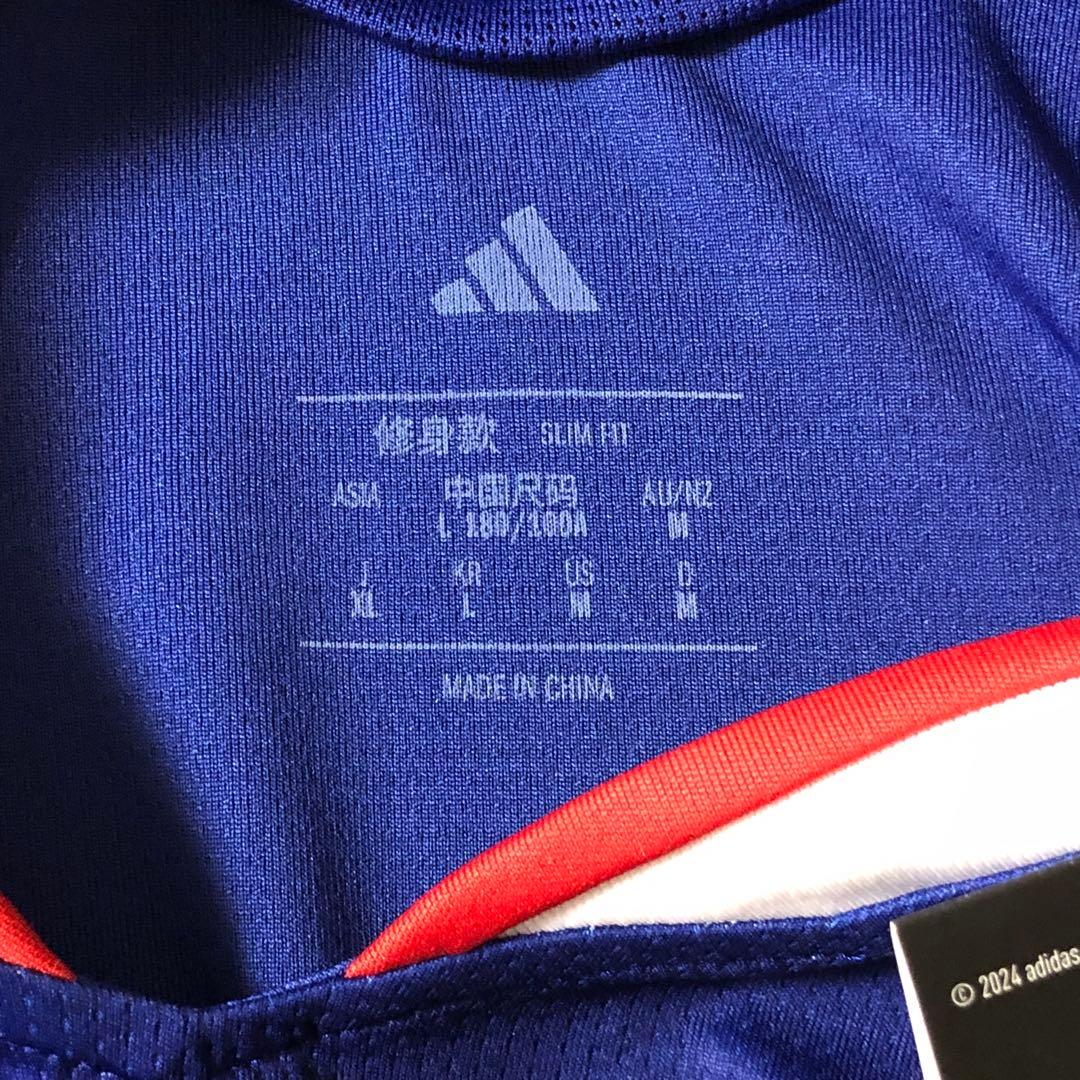 修身款 SLIM FIT
ASIA 中国尺码 AU/NZ
L 180/100A M
J KR US D
XL L M M
MADE IN CHINA
© 2024 adidas